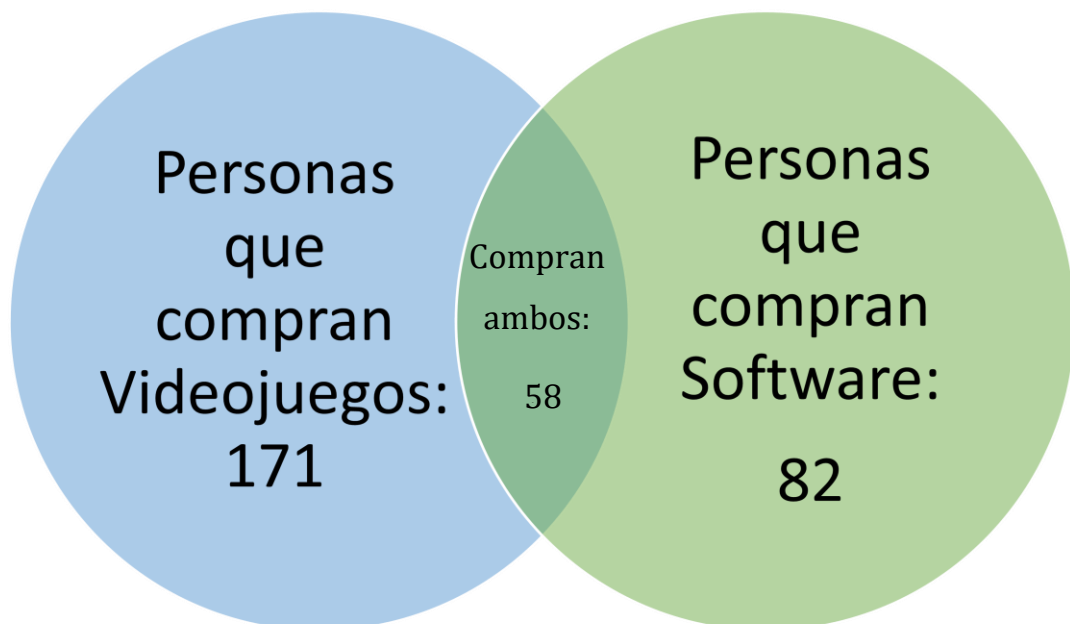 Personas
que
compran
Videojuegos:
171
Compran
ambos:
58
Personas
que
compran
Software:
82